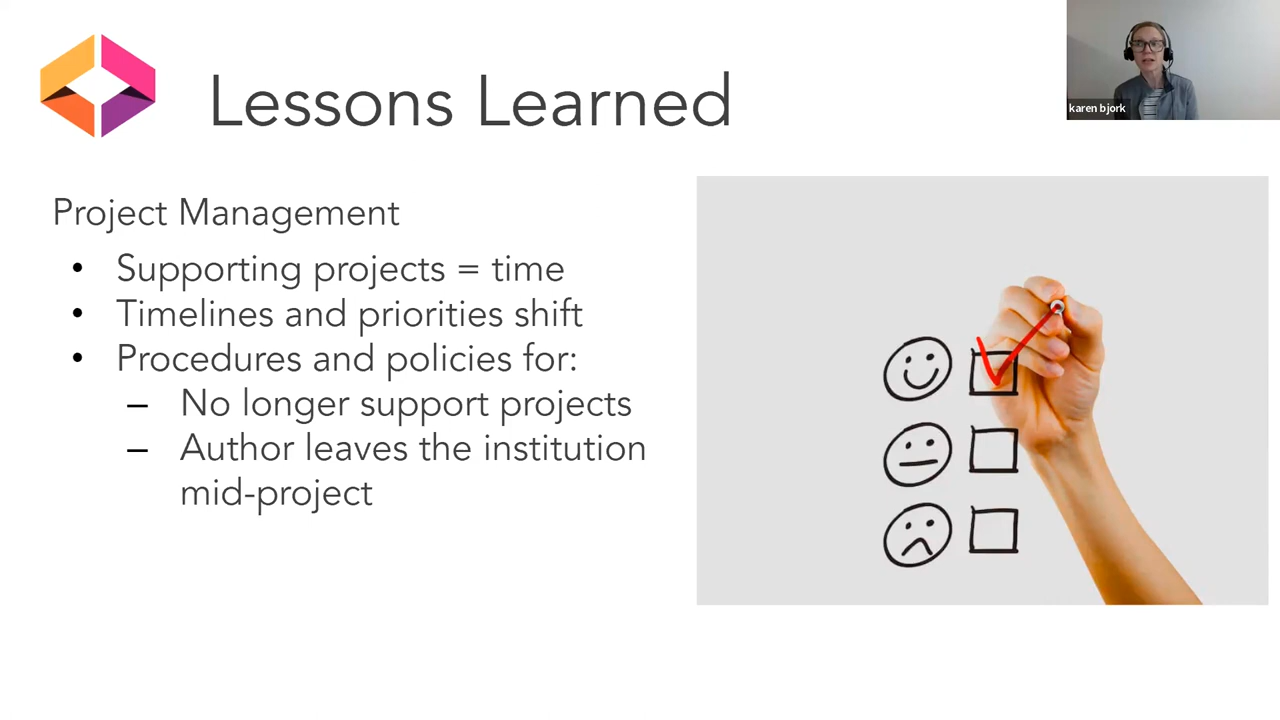 Lessons Learned
karen bjork
Project Management
• Supporting projects = time
• Timelines and priorities shift
• Procedures and policies for:
– No longer support projects
– Author leaves the institution
mid-project